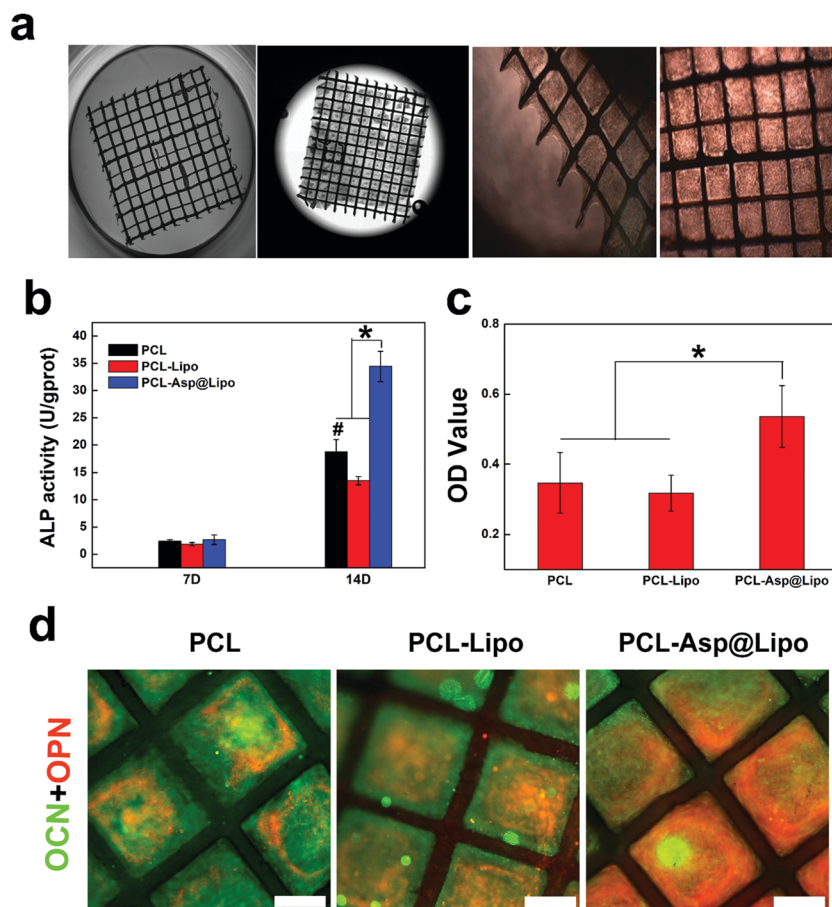 a
b
ALP activity (U/gprot)
40
35
30
25
20
15
10
5
0
PCL
PCL-Lipo
PCL-Asp@Lipo
*
#
7D
14D
c
OD Value
0.8
0.6
0.4
0.2
*
PCL
PCL-Lipo
PCL-Asp@Lipo
d
PCL
PCL-Lipo
PCL-Asp@Lipo
OCN+OPN